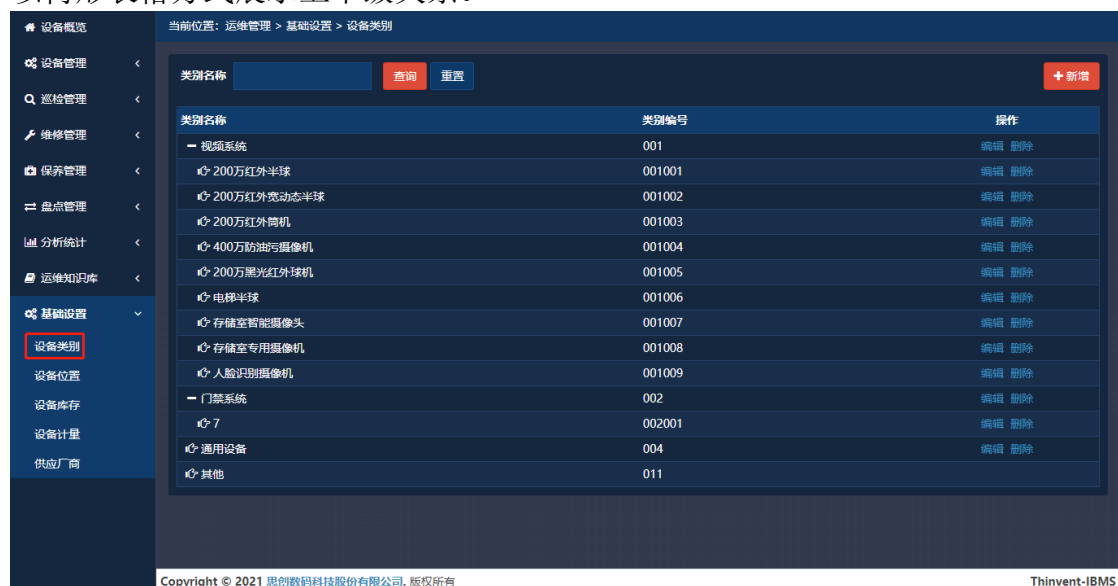 设备概览
当前位置：运维管理 > 基础设置 > 设备类别
设备管理
类别名称 查询 重置 新增
巡检管理
类别名称 类别编号 操作
维修管理
视频系统 001 编辑 删除
保养管理
200万红外半球 001001 编辑 删除
200万红外宽动态半球 001002 编辑 删除
盘点管理
200万红外筒机 001003 编辑 删除
分析统计
400万防油污摄像机 001004 编辑 删除
运维知识库
200万黑光红外球机 001005 编辑 删除
电梯半球 001006 编辑 删除
基础设置
存储室智能摄像头 001007 编辑 删除
设备类别
存储室专用摄像机 001008 编辑 删除
设备位置
人脸识别摄像机 001009 编辑 删除
设备库存
门禁系统 002 编辑 删除
7 002001 编辑 删除
设备计量
通用设备 004 编辑 删除
供应厂商
其他 011
Copyright © 2021 思创数码科技股份有限公司. 版权所有 Thinvent-IBMS